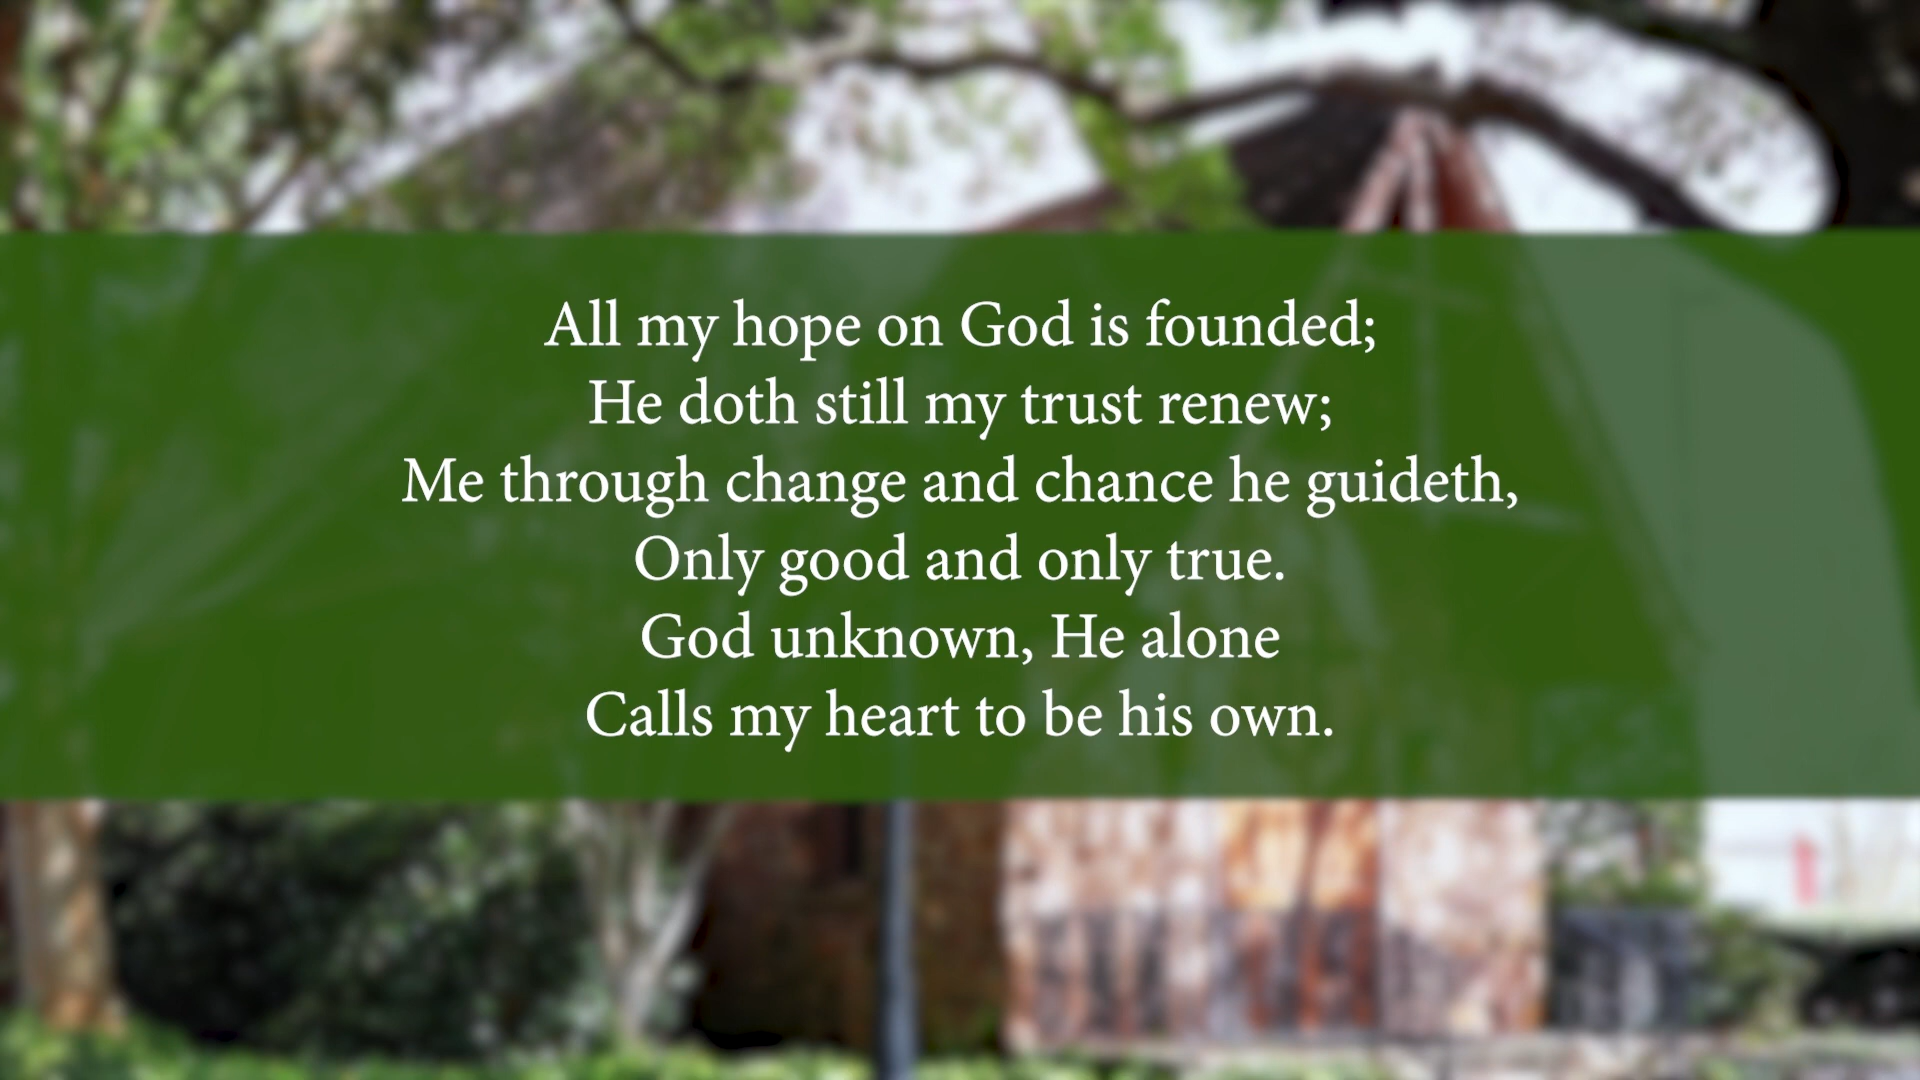 All my hope on God is founded;
He doth still my trust renew;
Me through change and chance he guideth,
Only good and only true.
God unknown, He alone
Calls my heart to be his own.